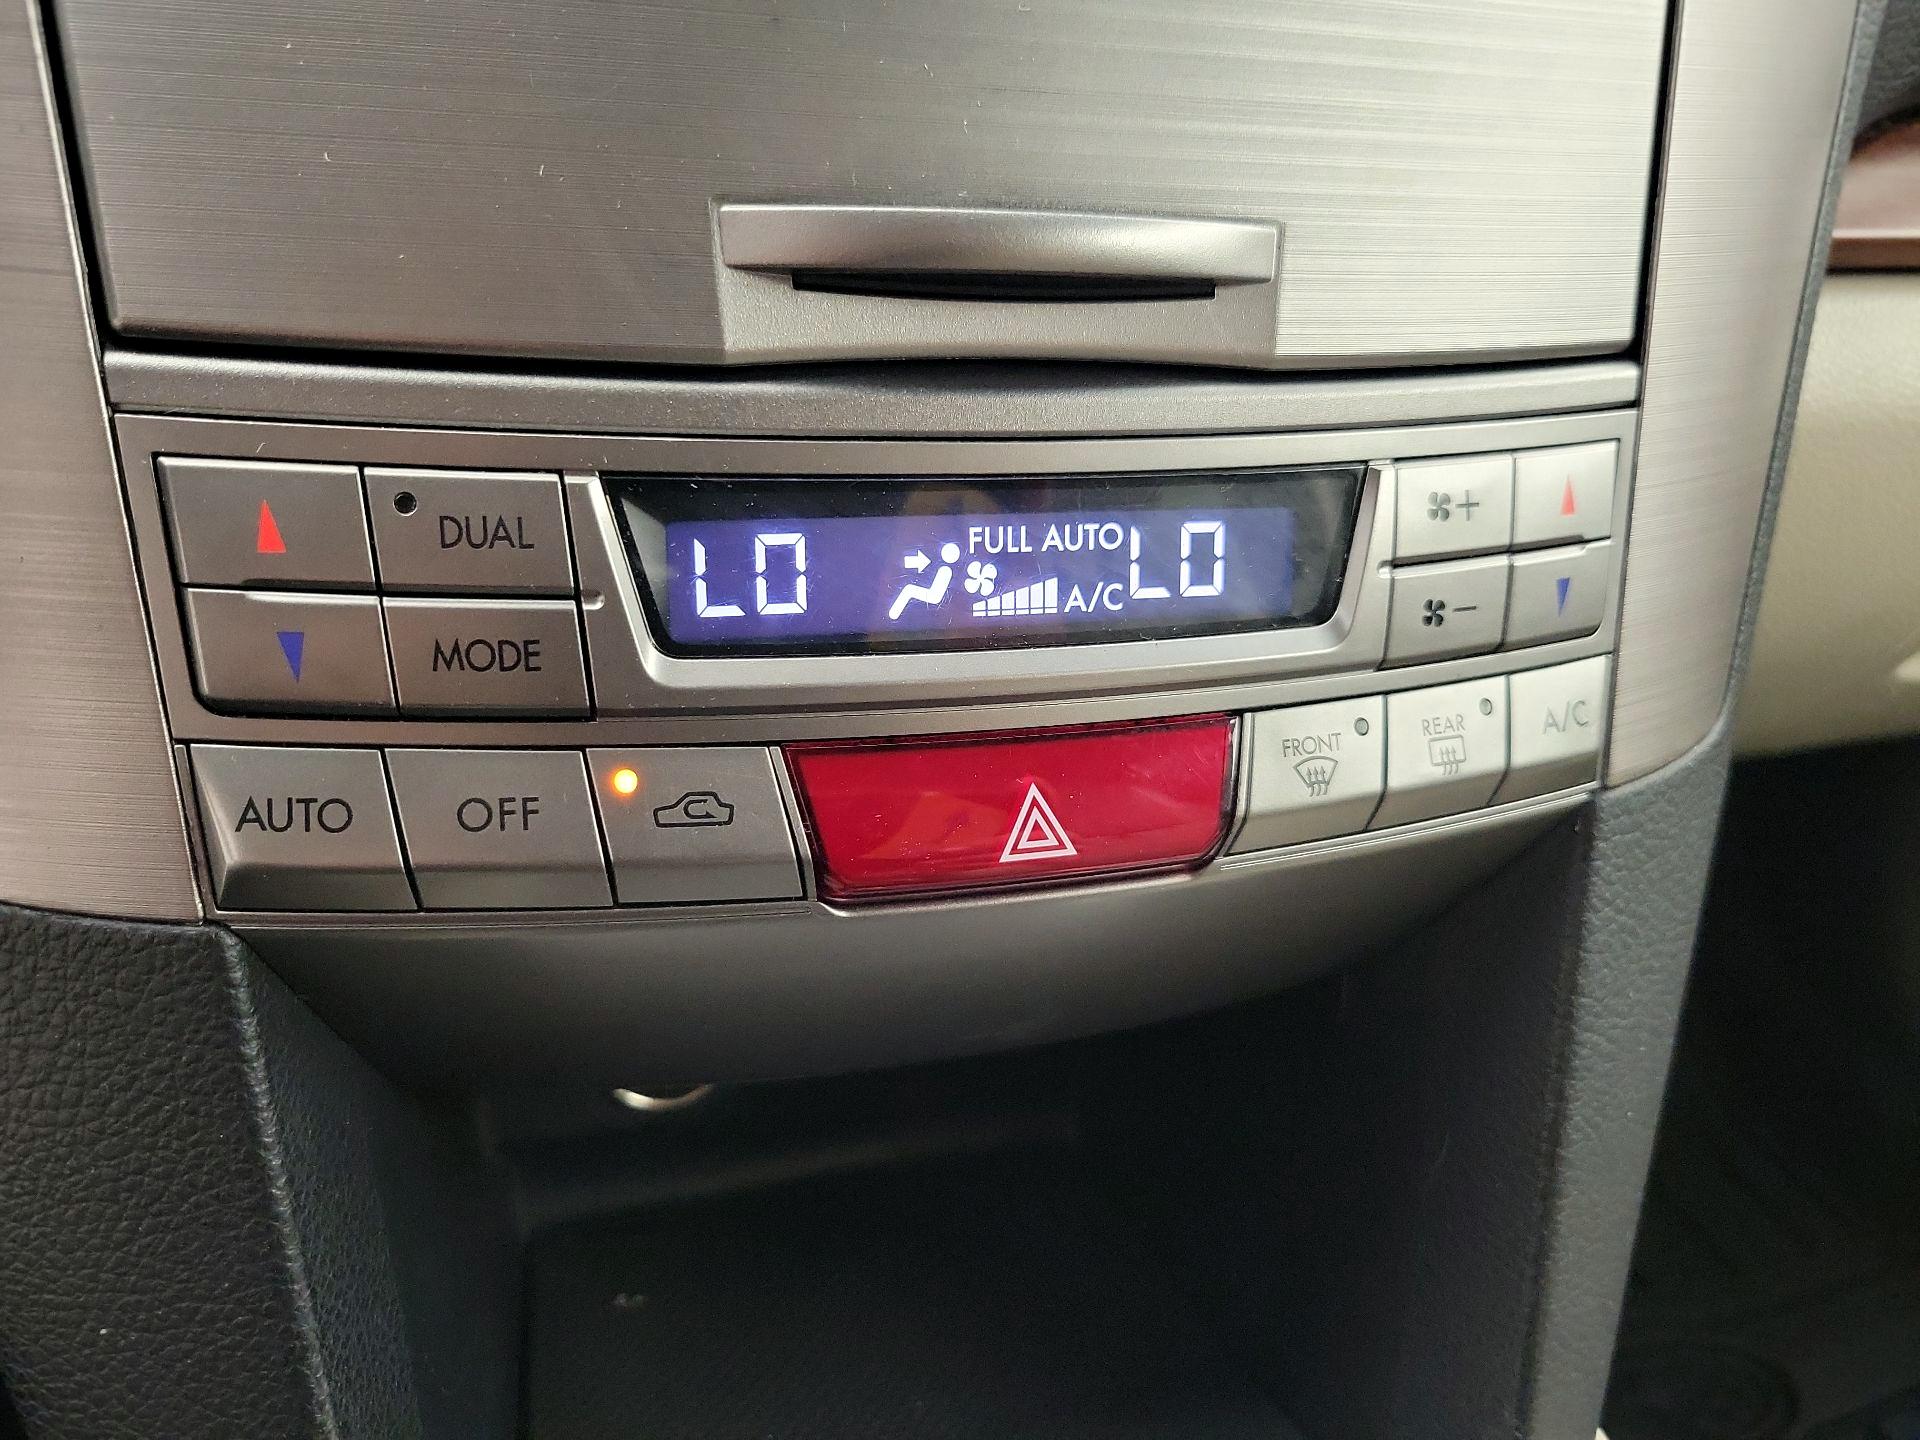 DUAL
LO
FULL AUTO
LO
A/C
+
MODE
-
AUTO
OFF
FRONT
REAR
A/C